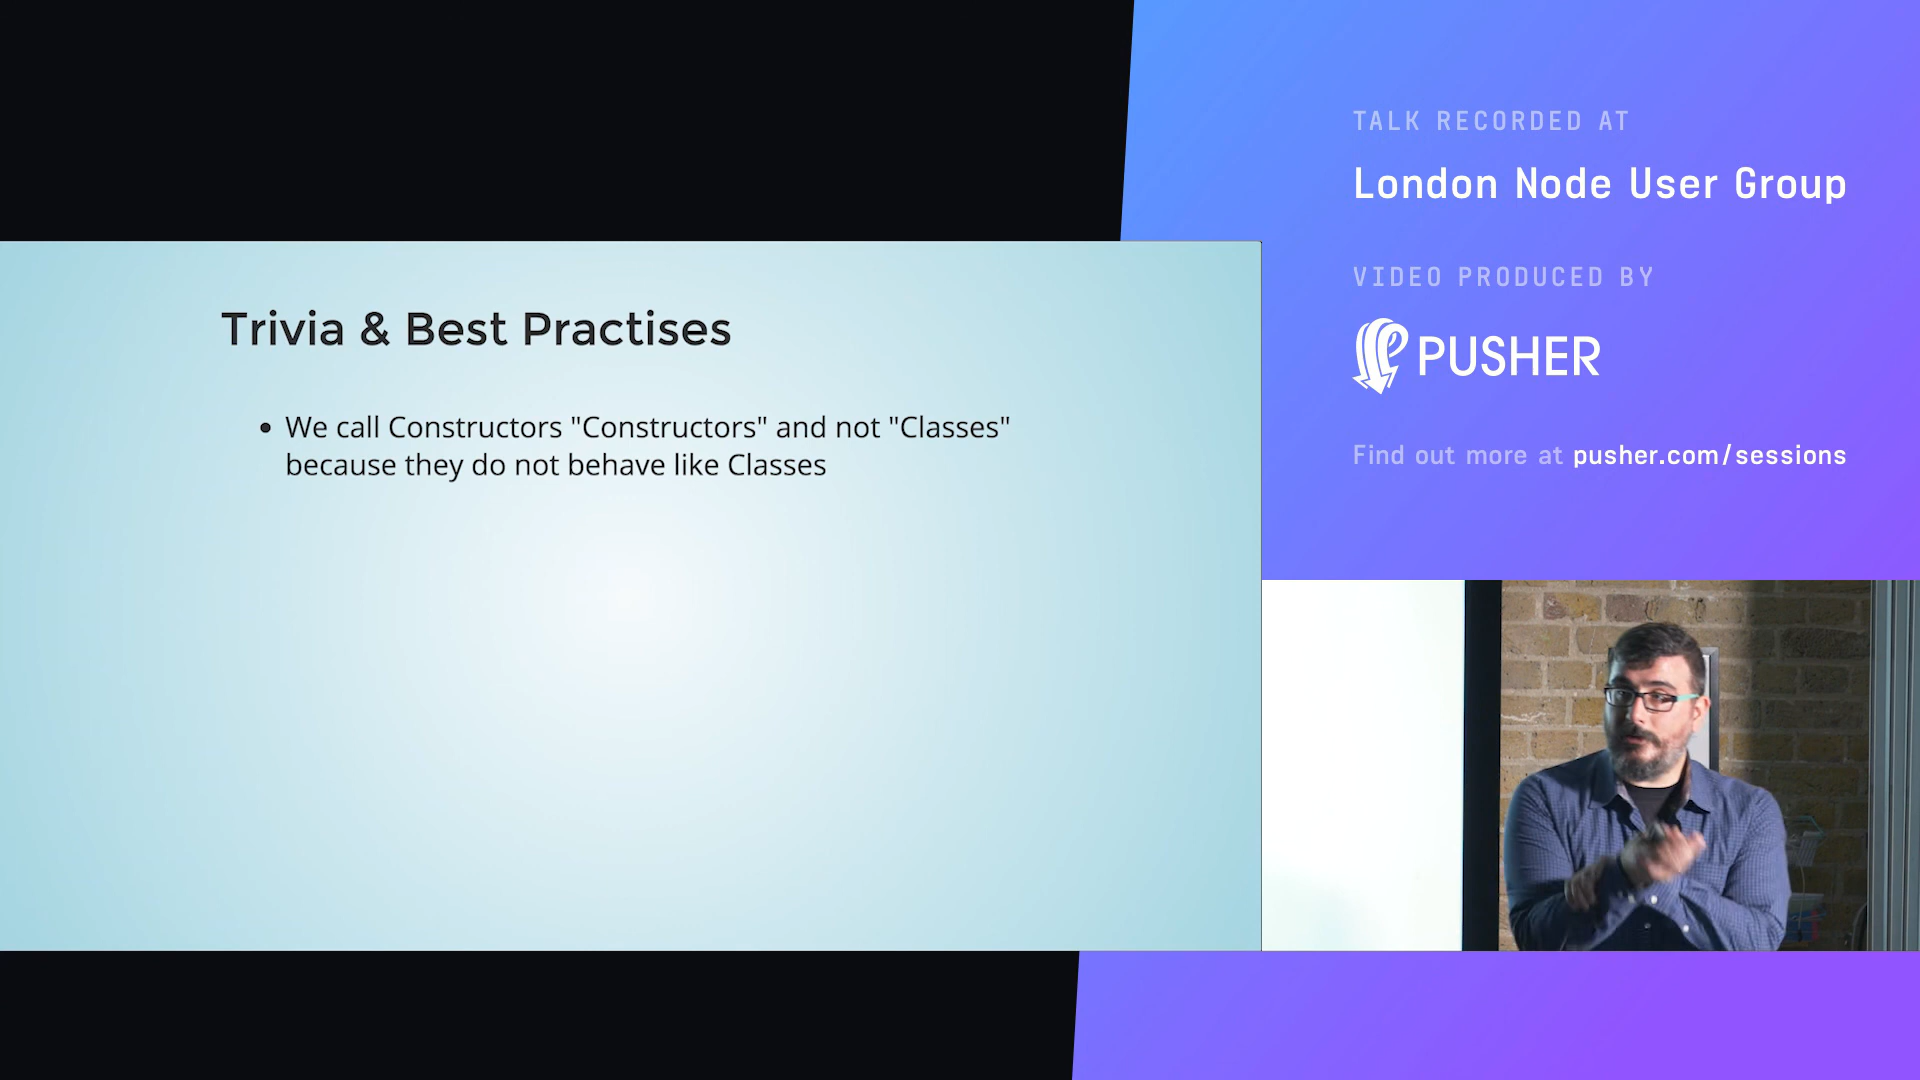 Trivia & Best Practises
• We call Constructors "Constructors" and not "Classes"
because they do not behave like Classes
TALK RECORDED AT
London Node User Group
VIDEO PRODUCED BY
PUSHER
Find out more at pusher.com/sessions